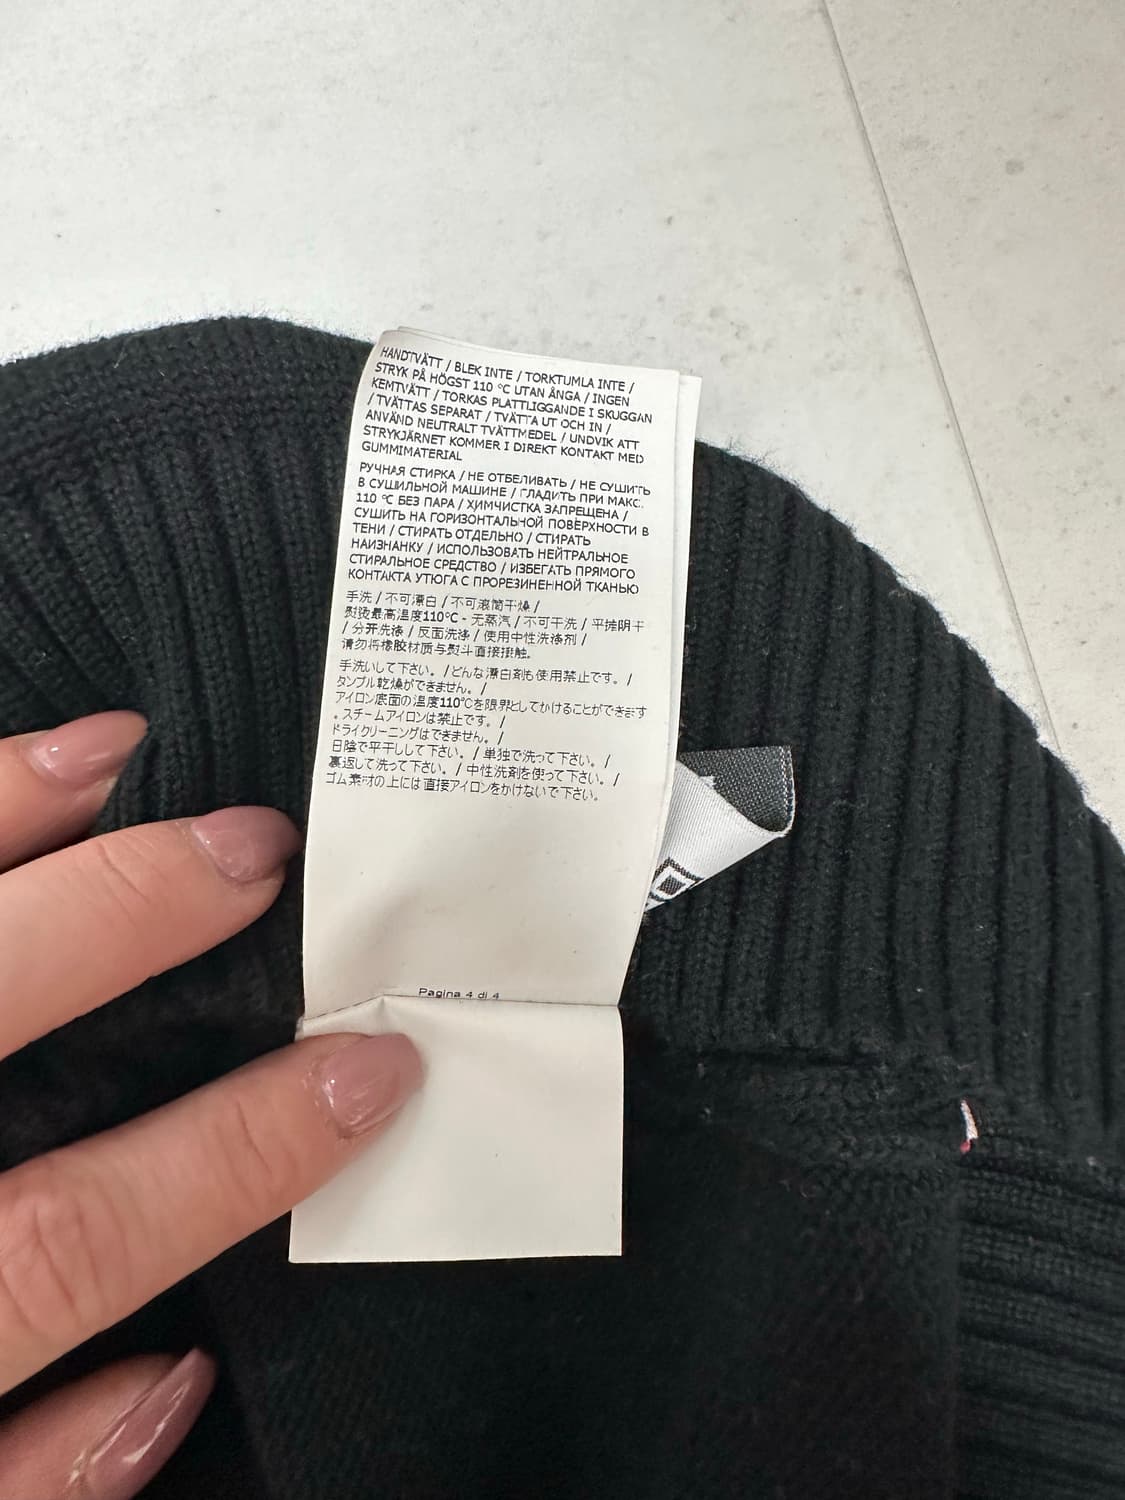 HANDTVÄTT / BLEK INTE / TORKTUMLA INTE /
STRYK PÅ HÖGST 110 °C UTAN ÅNGA / INGEN
KEMTVÄTT / TORKAS PLATTLIGGANDE I SKUGGAN
/ TVÄTTAS SEPARAT / TVÄTTA UT OCH IN /
ANVÄND NEUTRALT TVÄTTMEDEL / UNDVIK ATT
STRYKJÄRNET KOMMER I DIREKT KONTAKT MED
GUMMIMATERIAL
РУЧНАЯ СТИРКА / НЕ ОТБЕЛИВАТЬ / НЕ СУШИТЬ
В СУШИЛЬНОЙ МАШИНЕ / ГЛАДИТЬ ПРИ МАКС.
110 °C БЕЗ ПАРА / ХИМЧИСТКА ЗАПРЕЩЕНА /
СУШИТЬ НА ГОРИЗОНТАЛЬНОЙ ПОВЕРХНОСТИ В
ТЕНИ / СТИРАТЬ ОТДЕЛЬНО / СТИРАТЬ
НАИЗНАНКУ / ИСПОЛЬЗОВАТЬ НЕЙТРАЛЬНОЕ
СТИРАЛЬНОЕ СРЕДСТВО / ИЗБЕГАТЬ ПРЯМОГО
КОНТАКТА УТЮГА С ПРОРЕЗИНЕННОЙ ТКАНЬЮ
手洗 / 不可漂白 / 不可滚筒干燥 /
熨烫最高温度110°C - 无蒸汽 / 不可干洗 / 平摊阴干
/ 分开洗涤 / 反面洗涤 / 使用中性洗涤剂 /
请勿将橡胶材质与熨斗直接接触。
手洗いして下さい。/ どんな漂白剤も使用禁止です。/
タンブル乾燥ができません。/
アイロン底面の温度110℃を限界としてかけることができます
。スチームアイロンは禁止です。/
ドライクリーニングはできません。/
日陰で平干しして下さい。/ 単独で洗って下さい。/
裏返して洗って下さい。/ 中性洗剤を使って下さい。/
ゴム素材の上には直接アイロンをかけないで下さい。
Pagina 4 di 4